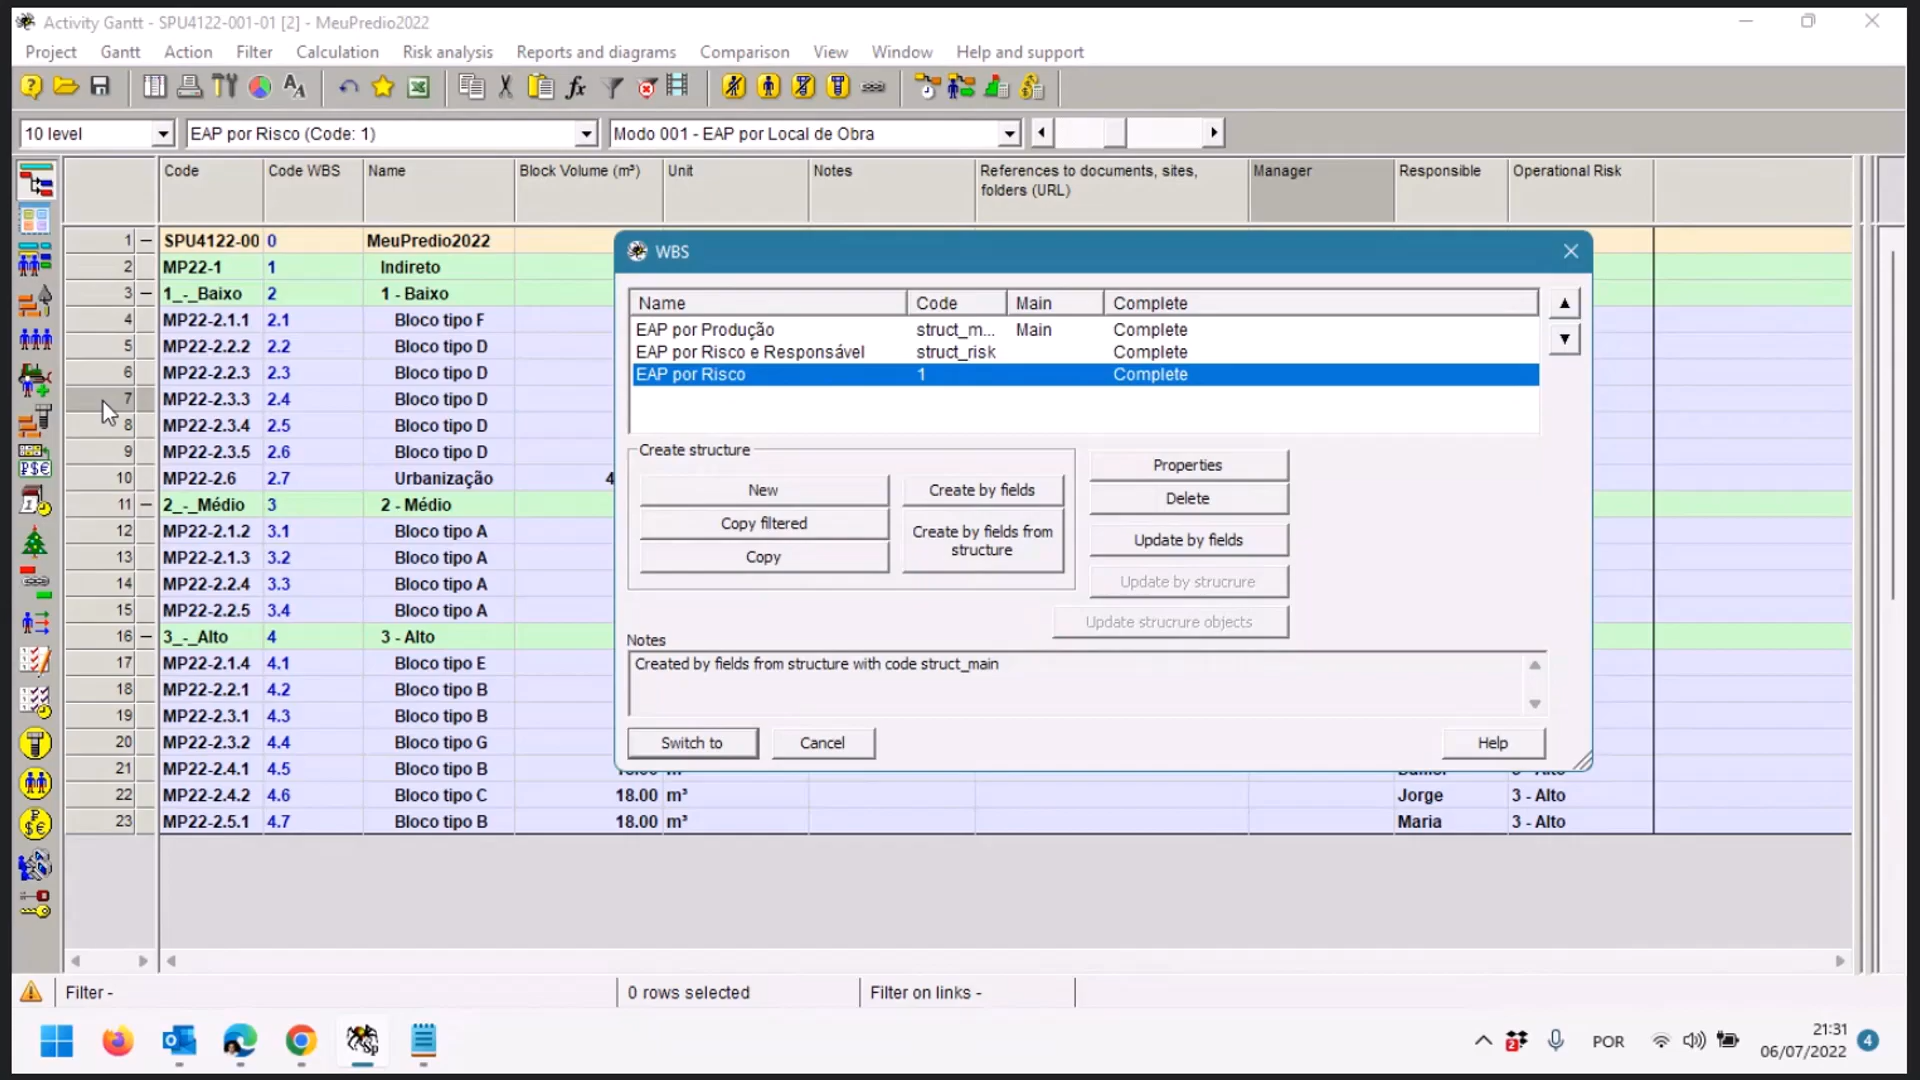 Activity Gantt - SPU4122-001-01 [2] - MeuPredio2022
Project Gantt Action Filter Calculation Risk analysis Reports and diagrams Comparison View Window Help and support
10 level EAP por Risco (Code: 1) Modo 001 - EAP por Local de Obra
Code Code WBS Name Block Volume (m³) Unit Notes References to documents, sites, folders (URL) Manager Responsible Operational Risk
1 SPU4122-00 0 MeuPredio2022
2 MP22-1 1 Indireto
3 1_-_Baixo 2 1 - Baixo
4 MP22-2.1.1 2.1 Bloco tipo F
5 MP22-2.2.2 2.2 Bloco tipo D
6 MP22-2.2.3 2.3 Bloco tipo D
7 MP22-2.3.3 2.4 Bloco tipo D
8 MP22-2.3.4 2.5 Bloco tipo D
9 MP22-2.3.5 2.6 Bloco tipo D
10 MP22-2.6 2.7 Urbanização 4
11 2_-_Médio 3 2 - Médio
12 MP22-2.1.2 3.1 Bloco tipo A
13 MP22-2.1.3 3.2 Bloco tipo A
14 MP22-2.2.4 3.3 Bloco tipo A
15 MP22-2.2.5 3.4 Bloco tipo A
16 3_-_Alto 4 3 - Alto
17 MP22-2.1.4 4.1 Bloco tipo E
18 MP22-2.2.1 4.2 Bloco tipo B
19 MP22-2.3.1 4.3 Bloco tipo B
20 MP22-2.3.2 4.4 Bloco tipo G
21 MP22-2.4.1 4.5 Bloco tipo B
22 MP22-2.4.2 4.6 Bloco tipo C 18.00 m³ Jorge 3 - Alto
23 MP22-2.5.1 4.7 Bloco tipo B 18.00 m³ Maria 3 - Alto
WBS
Name Code Main Complete
EAP por Produção struct_m... Main Complete
EAP por Risco e Responsável struct_risk Complete
EAP por Risco 1 Complete
Create structure
New
Copy filtered
Copy
Create by fields
Create by fields from
structure
Properties
Delete
Update by fields
Update by strucrure
Update strucrure objects
Notes
Created by fields from structure with code struct_main
Switch to Cancel Help
Filter - 0 rows selected Filter on links -
POR 21:31
06/07/2022 4